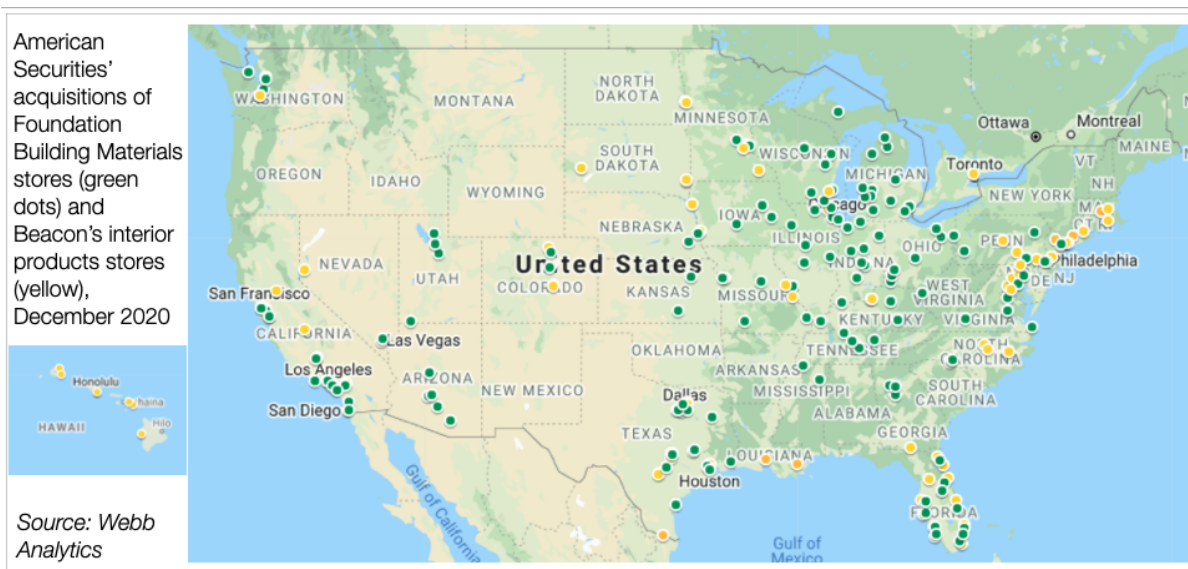 American
Securities’
acquisitions of
Foundation
Building Materials
stores (green
dots) and
Beacon’s interior
products stores
(yellow),
December 2020
Honolulu
haina
HAWAII
Hilo
Source: Webb
Analytics
WASHINGTON
MONTANA
NORTH
DAKOTA
MINNESOTA
Ottawa
Montreal
MAINE
OREGON
IDAHO
WYOMING
SOUTH
DAKOTA
WISCONSIN
MICHIGAN
Toronto
VT
NH
NEW YORK
MA
CT RI
NEBRASKA
IOWA
Chicago
ILLINOIS
INDIANA
OHIO
PENN
Philadelphia
NEVADA
UTAH
COLORADO
United States
KANSAS
MISSOURI
WEST
VIRGINIA
DE NJ
San Francisco
CALIFORNIA
Las Vegas
KENTUCKY
VIRGINIA
Los Angeles
ARIZONA
NEW MEXICO
OKLAHOMA
ARKANSAS
TENNESSEE
NORTH
CAROLINA
San Diego
Dallas
MISSISSIPPI
ALABAMA
SOUTH
CAROLINA
TEXAS
LOUISIANA
GEORGIA
Houston
FLORIDA
Gulf of
California
Gulf of
Mexico